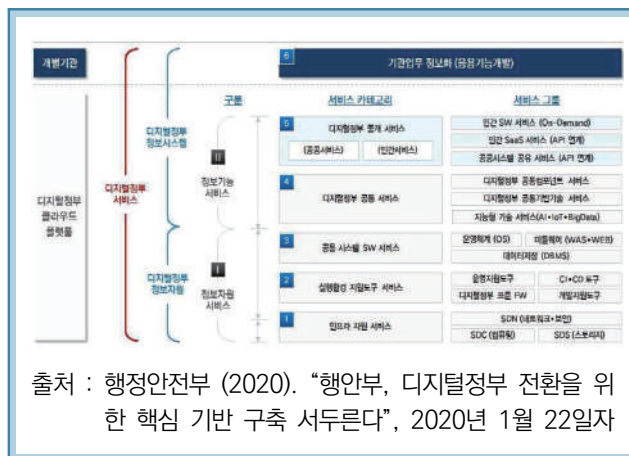 개별기관
6
기관업무 정보화 (응용기능개발)
구분
서비스 카테고리
서비스 그룹
디지털정부
클라우드
플랫폼
디지털정부
서비스
디지털정부
정보시스템
디지털정부
정보자원
II
정보기능
서비스
I
정보자원
서비스
5
디지털정부 중개 서비스
(공공서비스)
(민간서비스)
민간 SW 서비스 (On-Demand)
민간 SaaS 서비스 (API 연계)
공공시스템 공유 서비스 (API 연계)
4
디지털정부 공통 서비스
디지털정부 공통컴포넌트 서비스
디지털정부 공통기반기술 서비스
지능형 기술 서비스(AI•IoT•BigData)
3
공통 시스템 SW 서비스
운영체계 (OS)
미들웨어 (WAS•WEB)
데이터저장 (DBMS)
2
실행환경 지원도구 서비스
운영지원도구
CI•CD 도구
디지털정부 표준 FW
개발지원도구
1
인프라 자원 서비스
SDN (네트워크•보안)
SDC (컴퓨팅)
SDS (스토리지)
출처 : 행정안전부 (2020). “행안부, 디지털정부 전환을 위
한 핵심 기반 구축 서두른다”, 2020년 1월 22일자